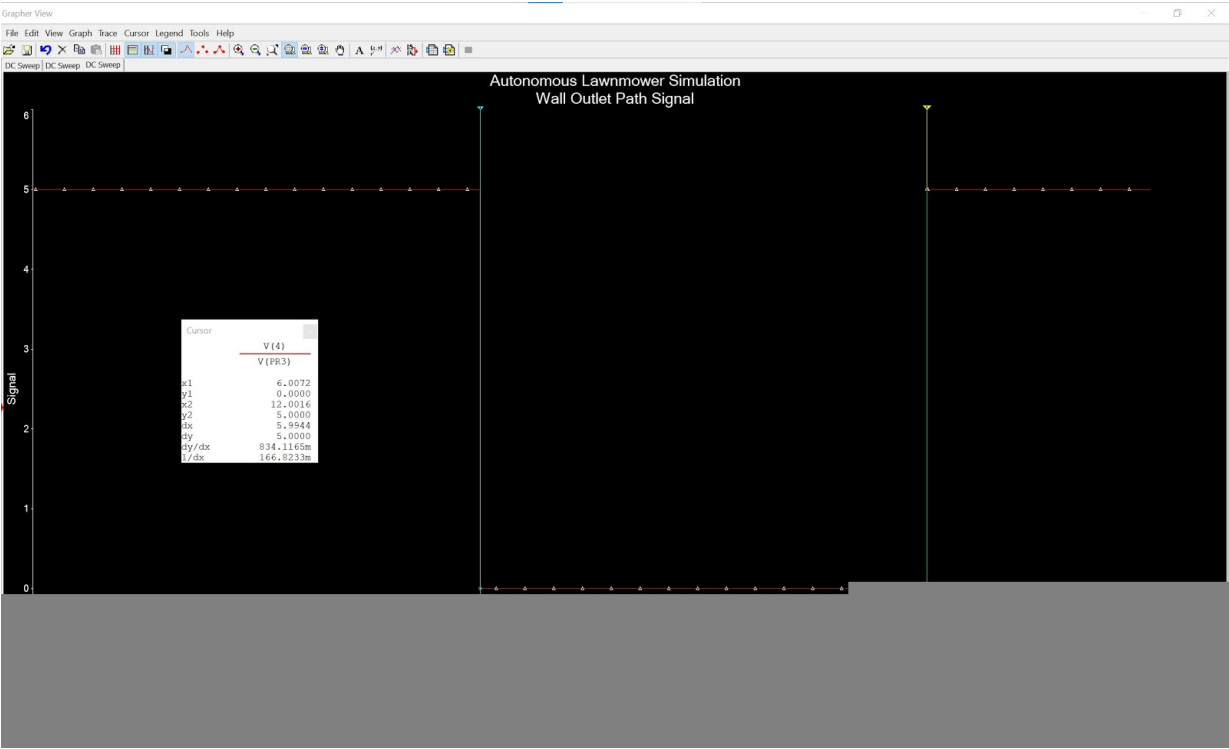 Grapher View
File Edit View Graph Trace Cursor Legend Tools Help
DC Sweep DC Sweep DC Sweep
Autonomous Lawnmower Simulation
Wall Outlet Path Signal
6
5
4
3
2
1
0
Signal
Cursor
V(4)
V(PR3)
x1 6.0072
y1 0.0000
x2 12.0016
y2 5.0000
dx 5.9944
dy 5.0000
dy/dx 834.1165m
1/dx 166.8233m